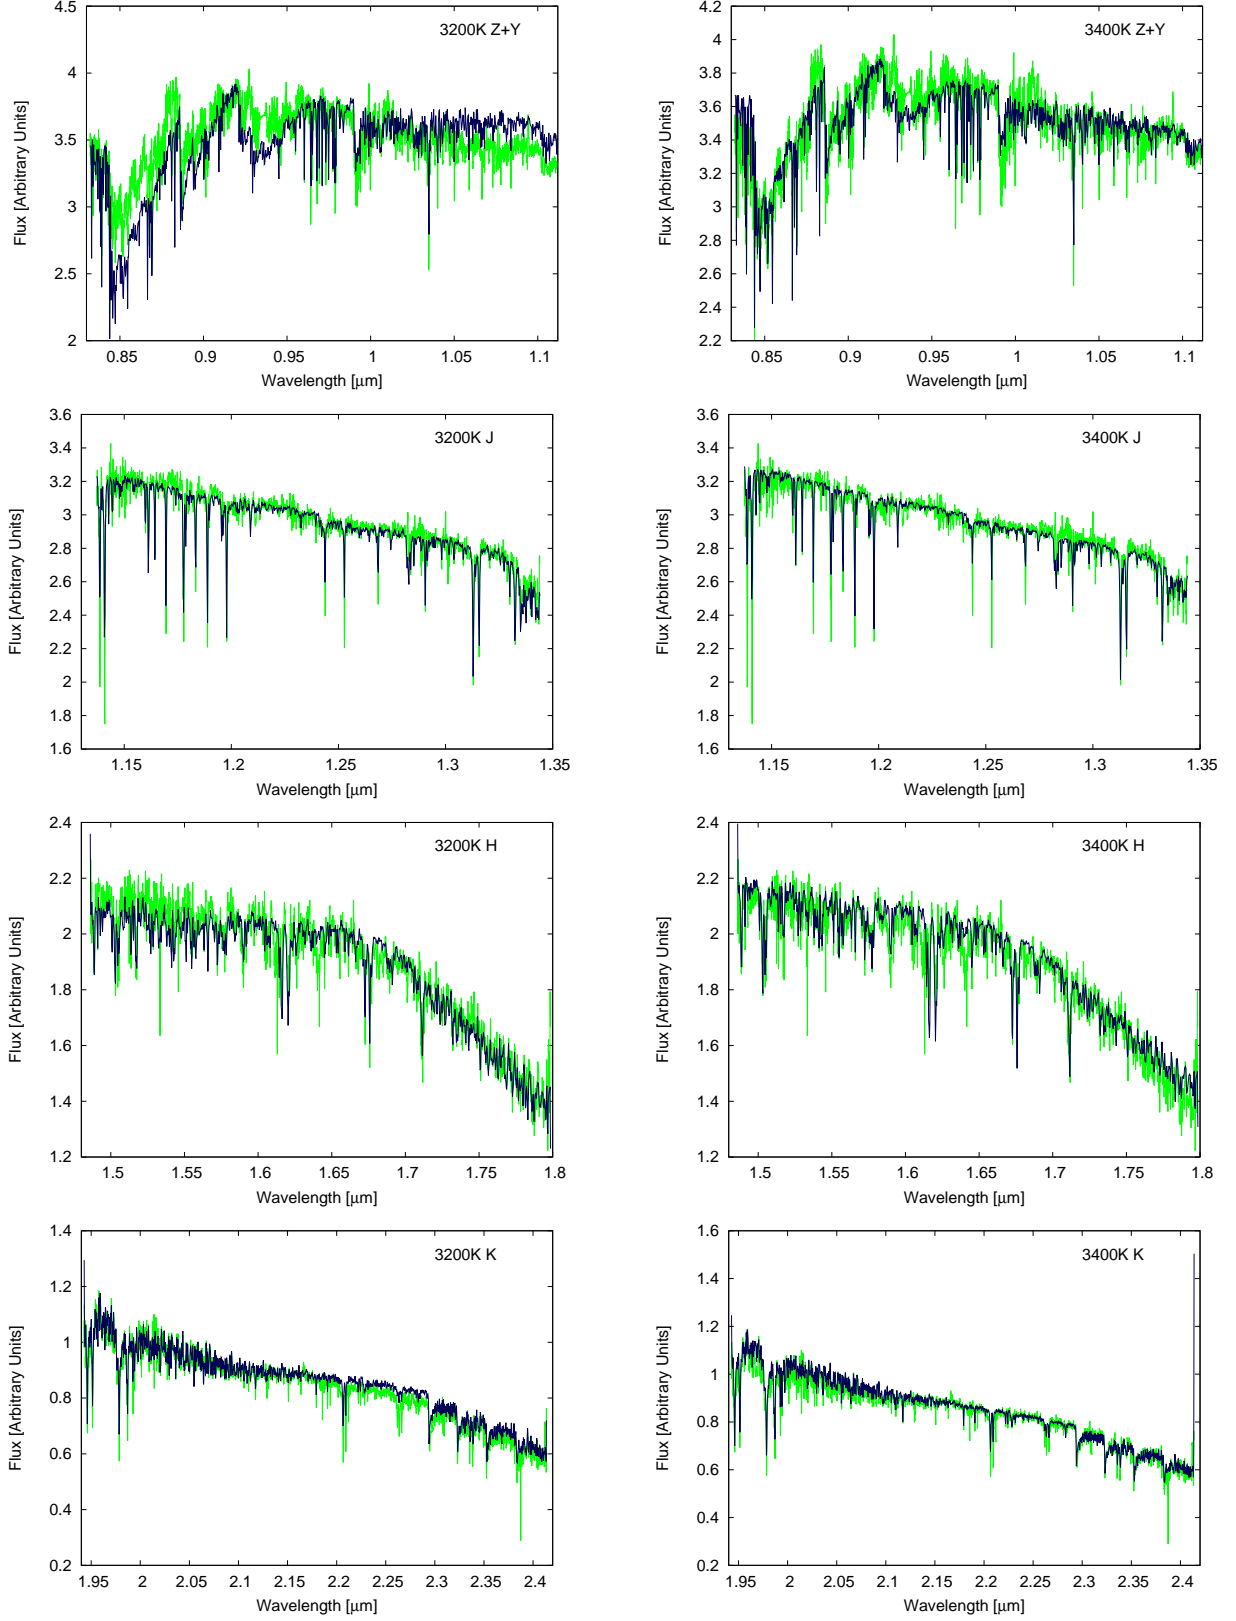 4.5
4
3.5
3
2.5
2
0.85 0.9 0.95 1 1.05 1.1
Flux [Arbitrary Units]
Wavelength [μm]
3200K Z+Y
4.2
4
3.8
3.6
3.4
3.2
3
2.8
2.6
2.4
2.2
0.85 0.9 0.95 1 1.05 1.1
Flux [Arbitrary Units]
Wavelength [μm]
3400K Z+Y
3.6
3.4
3.2
3
2.8
2.6
2.4
2.2
2
1.8
1.6
1.15 1.2 1.25 1.3 1.35
Flux [Arbitrary Units]
Wavelength [μm]
3200K J
3.6
3.4
3.2
3
2.8
2.6
2.4
2.2
2
1.8
1.6
1.15 1.2 1.25 1.3 1.35
Flux [Arbitrary Units]
Wavelength [μm]
3400K J
2.4
2.2
2
1.8
1.6
1.4
1.2
1.5 1.55 1.6 1.65 1.7 1.75 1.8
Flux [Arbitrary Units]
Wavelength [μm]
3200K H
2.4
2.2
2
1.8
1.6
1.4
1.2
1.5 1.55 1.6 1.65 1.7 1.75 1.8
Flux [Arbitrary Units]
Wavelength [μm]
3400K H
1.4
1.2
1
0.8
0.6
0.4
0.2
1.95 2 2.05 2.1 2.15 2.2 2.25 2.3 2.35 2.4
Flux [Arbitrary Units]
Wavelength [μm]
3200K K
1.6
1.4
1.2
1
0.8
0.6
0.4
0.2
1.95 2 2.05 2.1 2.15 2.2 2.25 2.3 2.35 2.4
Flux [Arbitrary Units]
Wavelength [μm]
3400K K